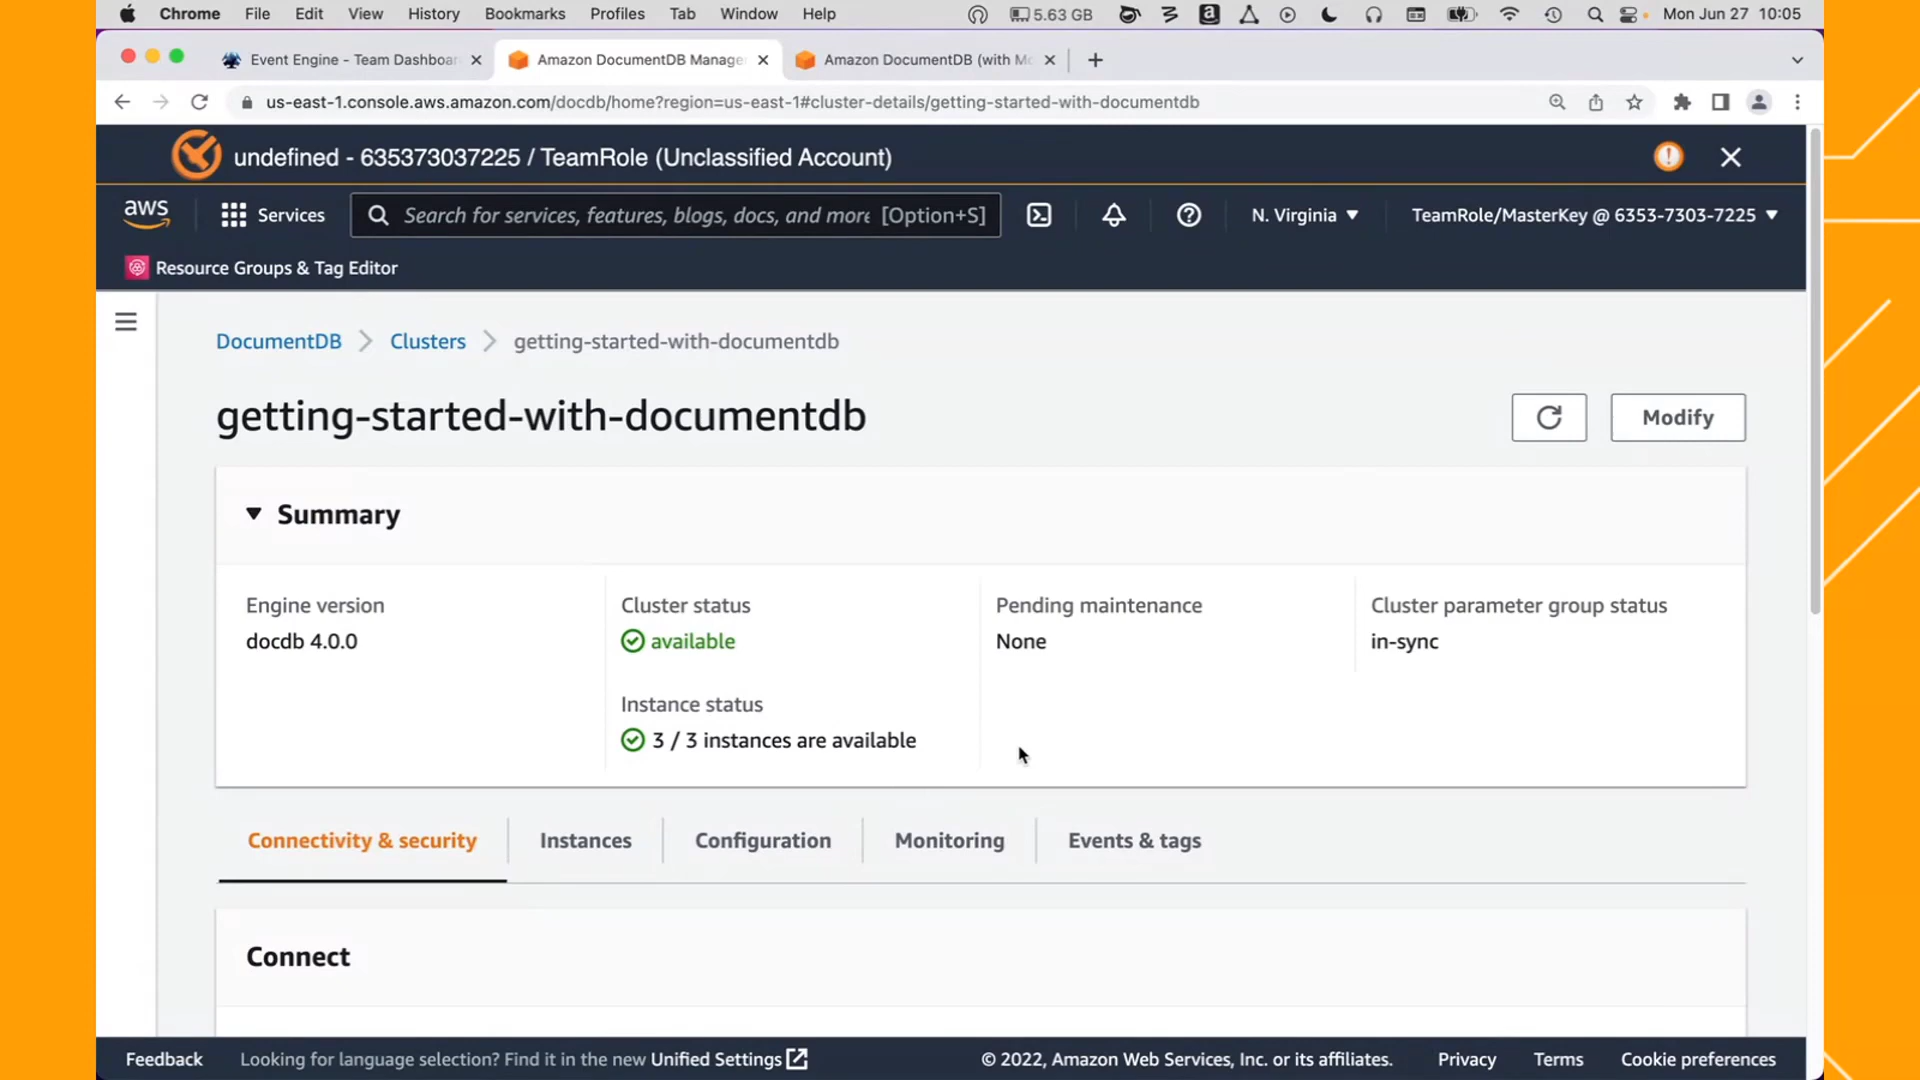 Chrome File Edit View History Bookmarks Profiles Tab Window Help 5.63 GB Mon Jun 27 10:05
Event Engine - Team Dashboar
Amazon DocumentDB Manage
Amazon DocumentDB (with Mo
us-east-1.console.aws.amazon.com/docdb/home?region=us-east-1#cluster-details/getting-started-with-documentdb
undefined - 635373037225 / TeamRole (Unclassified Account)
aws Services Search for services, features, blogs, docs, and more [Option+S] N. Virginia ▼ TeamRole/MasterKey @ 6353-7303-7225 ▼
Resource Groups & Tag Editor
DocumentDB > Clusters > getting-started-with-documentdb
getting-started-with-documentdb
Modify
Summary
Engine version
docdb 4.0.0
Cluster status
available
Instance status
3 / 3 instances are available
Pending maintenance
None
Cluster parameter group status
in-sync
Connectivity & security Instances Configuration Monitoring Events & tags
Connect
Feedback Looking for language selection? Find it in the new Unified Settings © 2022, Amazon Web Services, Inc. or its affiliates. Privacy Terms Cookie preferences